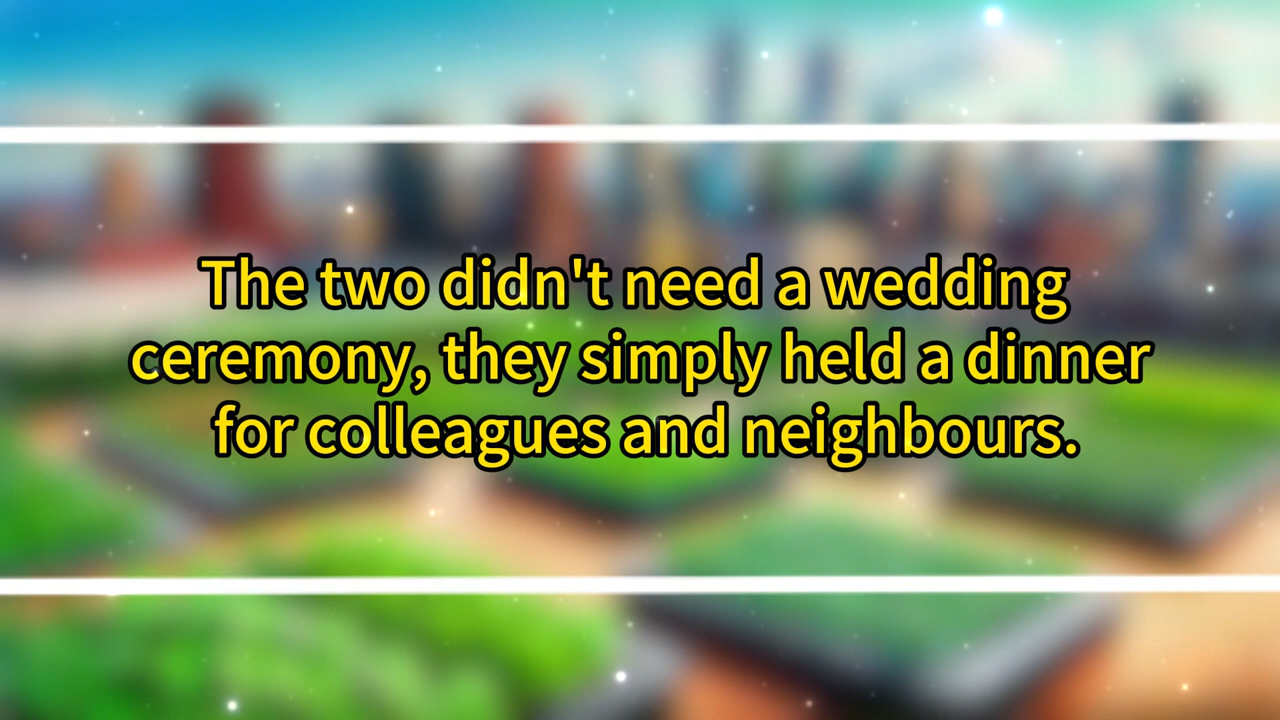 The two didn't need a wedding
ceremony, they simply held a dinner
for colleagues and neighbours.